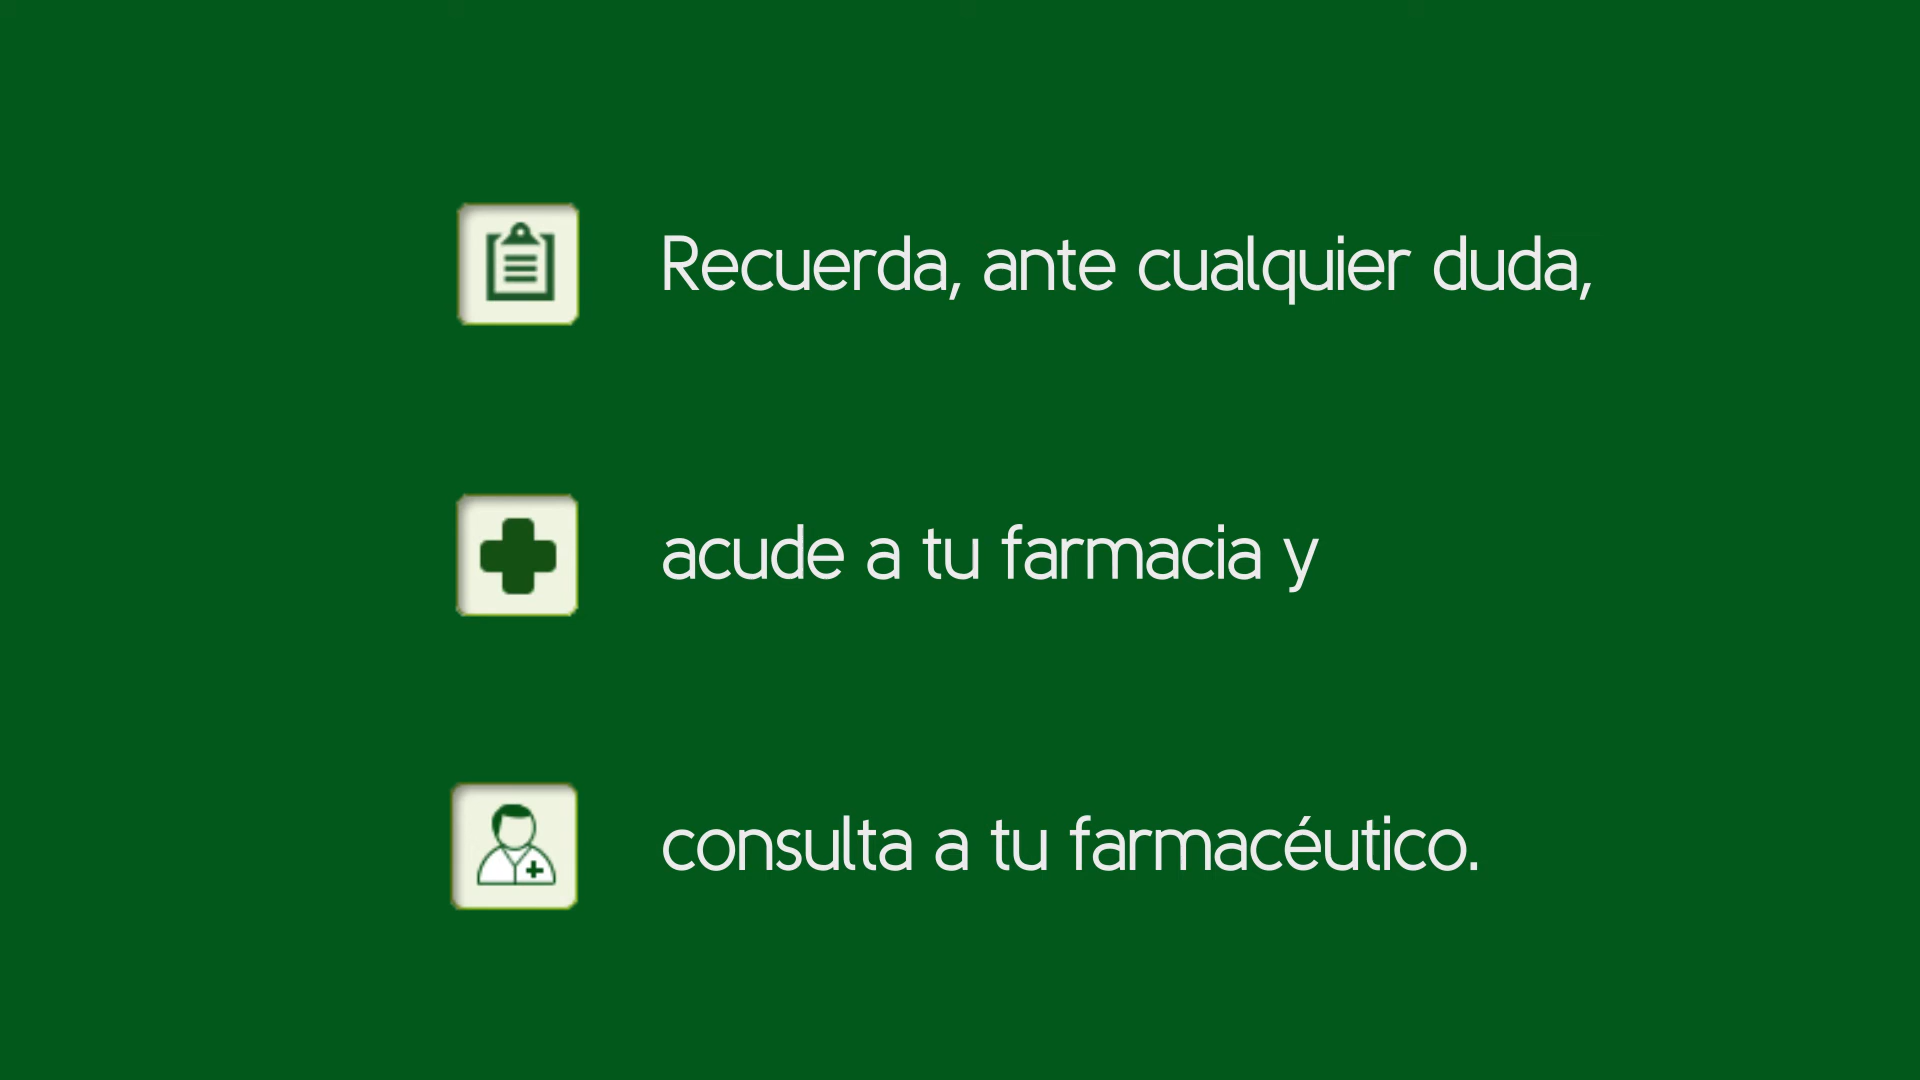 Recuerda, ante cualquier duda,
acude a tu farmacia y
consulta a tu farmacéutico.